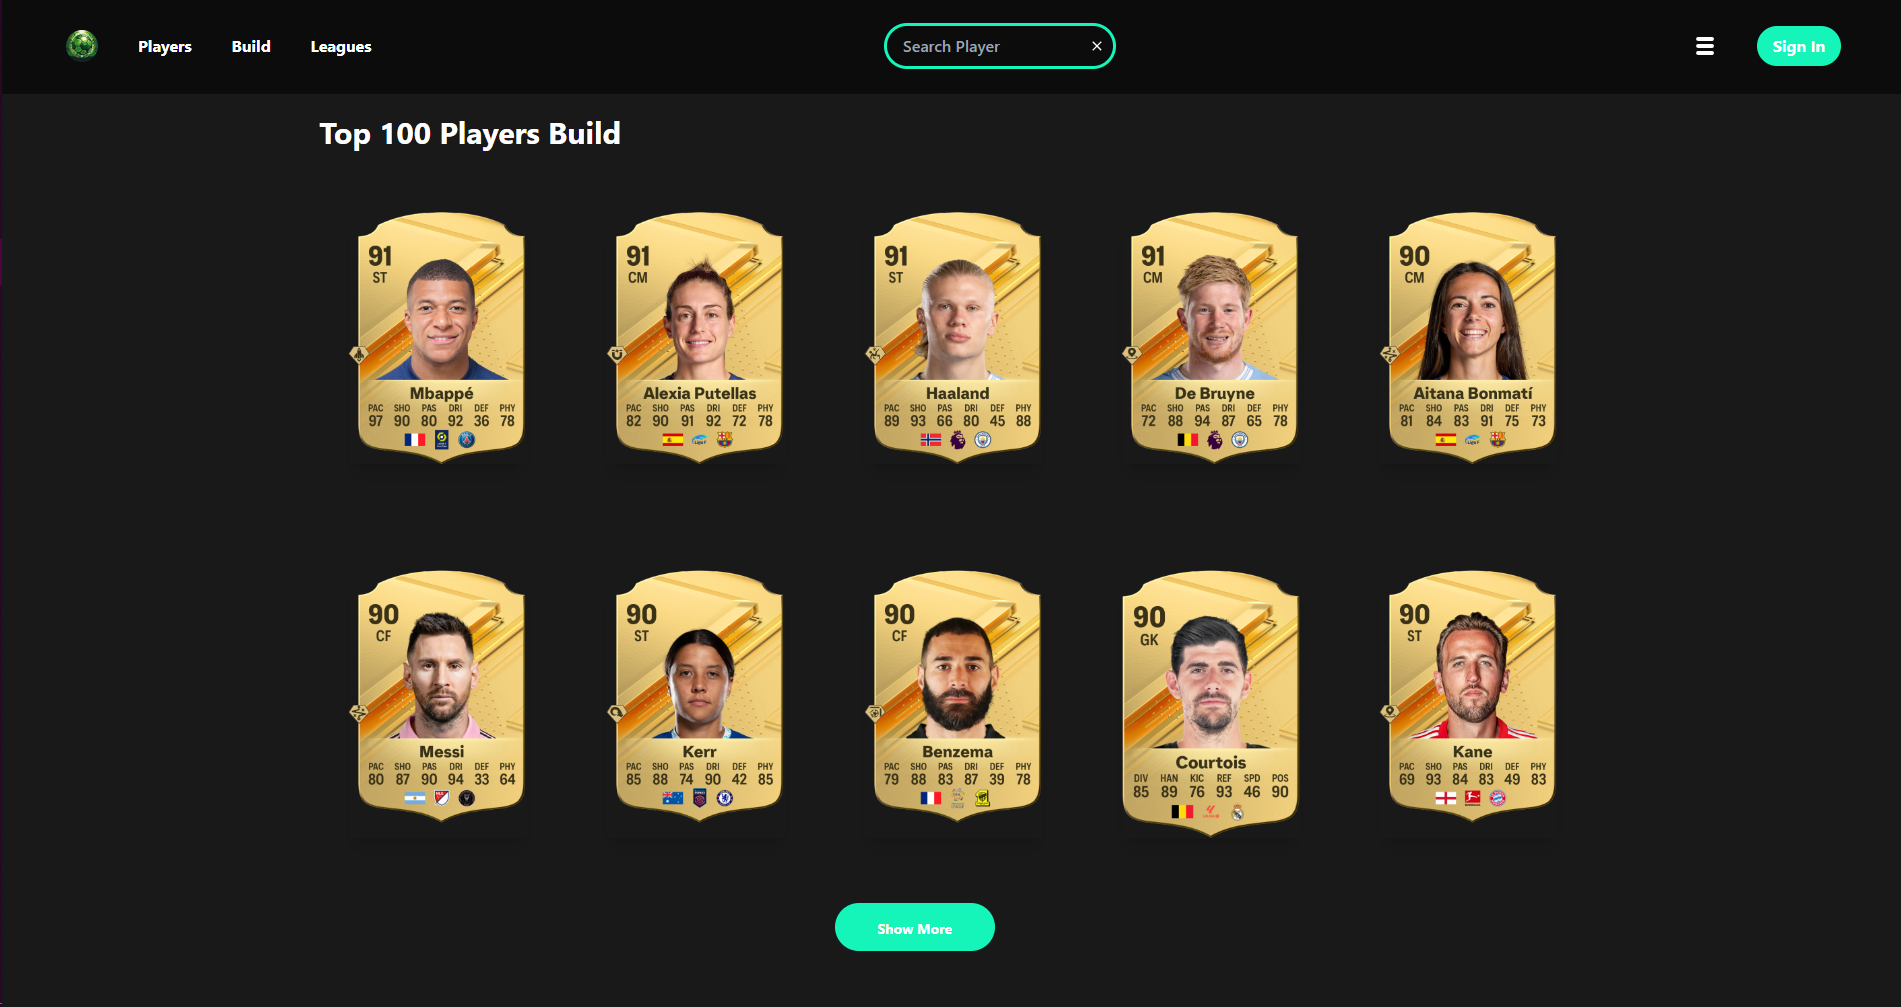 Players Build Leagues Search Player × Sign In
Top 100 Players Build
91 91 91 91 90
ST CM ST CM CM
Mbappé Alexia Putellas Haaland De Bruyne Aitana Bonmatí
PAC SHO PAS DRI DEF PHY PAC SHO PAS DRI DEF PHY PAC SHO PAS DRI DEF PHY PAC SHO PAS DRI DEF PHY PAC SHO PAS DRI DEF PHY
97 90 80 92 36 78 82 90 91 92 72 78 89 93 66 80 45 88 72 88 94 87 65 78 81 84 83 91 75 73
90 90 90 90 90
CF ST CF GK ST
Messi Kerr Benzema Courtois Kane
PAC SHO PAS DRI DEF PHY PAC SHO PAS DRI DEF PHY PAC SHO PAS DRI DEF PHY DIV HAN KIC REF SPD POS PAC SHO PAS DRI DEF PHY
80 87 90 94 33 64 85 88 74 90 42 85 79 88 83 87 39 78 85 89 76 93 46 90 69 93 84 83 49 83
Show More